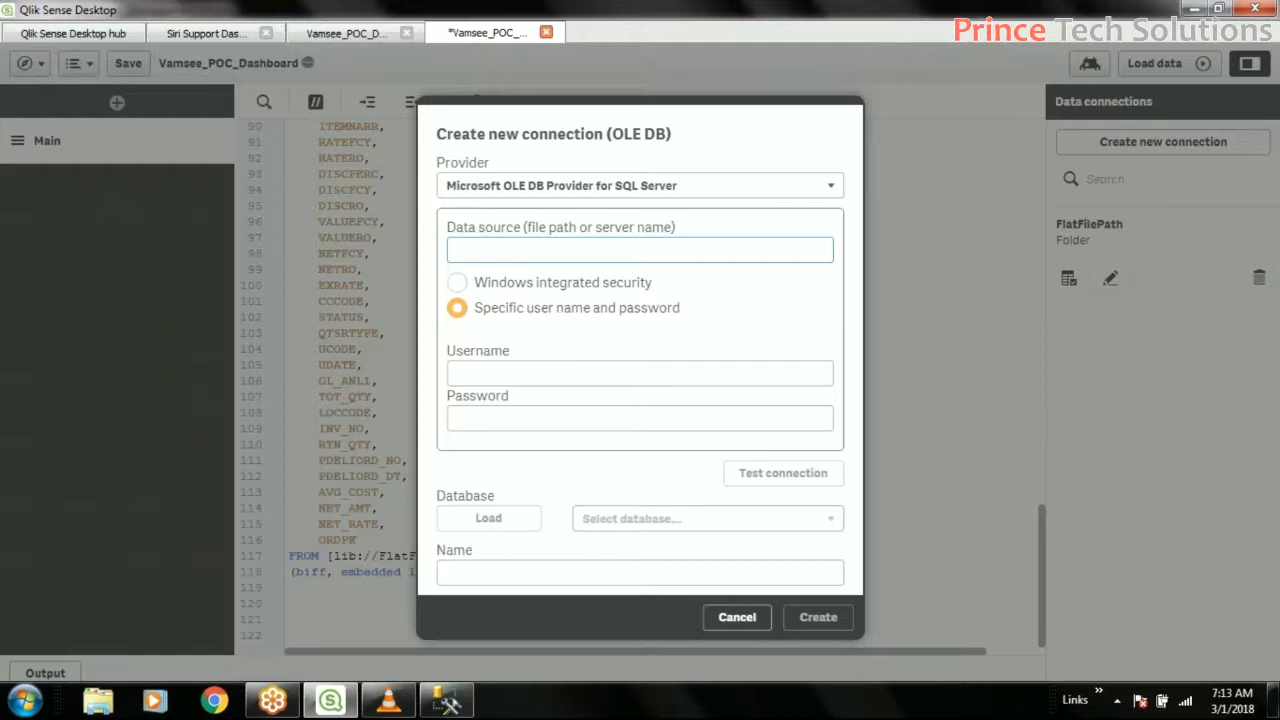 Qlik Sense Desktop
Prince Tech Solutions
Qlik Sense Desktop hub
Siri Support Das...
Vamsee_POC_D...
*Vamsee_POC_...
Save
Vamsee_POC_Dashboard
Load data
Data connections
Create new connection
Search
FlatFilePath
Folder
Main
90 ITEMNARR,
91 RATEFCY,
92 RATERO,
93 DISCPERC,
94 DISCFCY,
95 DISCRO,
96 VALUEFCY,
97 VALUERO,
98 NETFCY,
99 NETRO,
100 EXRATE,
101 CCCODE,
102 STATUS,
103 QTSRTYPE,
104 UCODE,
105 UDATE,
106 GL_ANL1,
107 TOT_QTY,
108 LOCCODE,
109 INV_NO,
110 RTN_QTY,
111 PDELIORD_NO,
112 PDELIORD_DT,
113 AVG_COST,
114 NET_AMT,
115 NET_RATE,
116 ORDPK
117 FROM [lib://FlatF
118 (biff, embedded l
119
120
121
122
Create new connection (OLE DB)
Provider
Microsoft OLE DB Provider for SQL Server
Data source (file path or server name)
Windows integrated security
Specific user name and password
Username
Password
Test connection
Database
Load
Select database...
Name
Cancel
Create
Output
Links
7:13 AM
3/1/2018